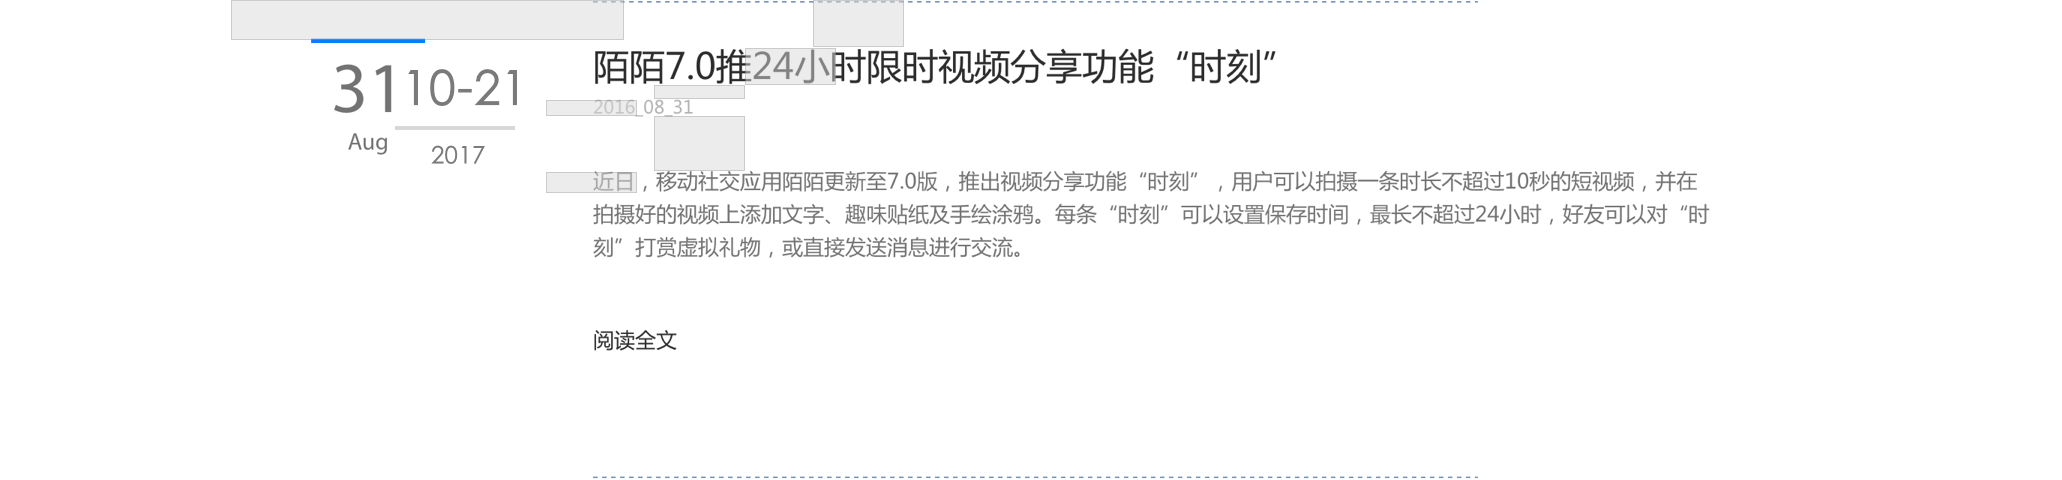 陌陌7.0推24小时限时视频分享功能“时刻”
31
10-21
2016_08_31
Aug
2017
近日，移动社交应用陌陌更新至7.0版，推出视频分享功能“时刻”，用户可以拍摄一条时长不超过10秒的短视频，并在
拍摄好的视频上添加文字、趣味贴纸及手绘涂鸦。每条“时刻”可以设置保存时间，最长不超过24小时，好友可以对“时
刻”打赏虚拟礼物，或直接发送消息进行交流。
阅读全文